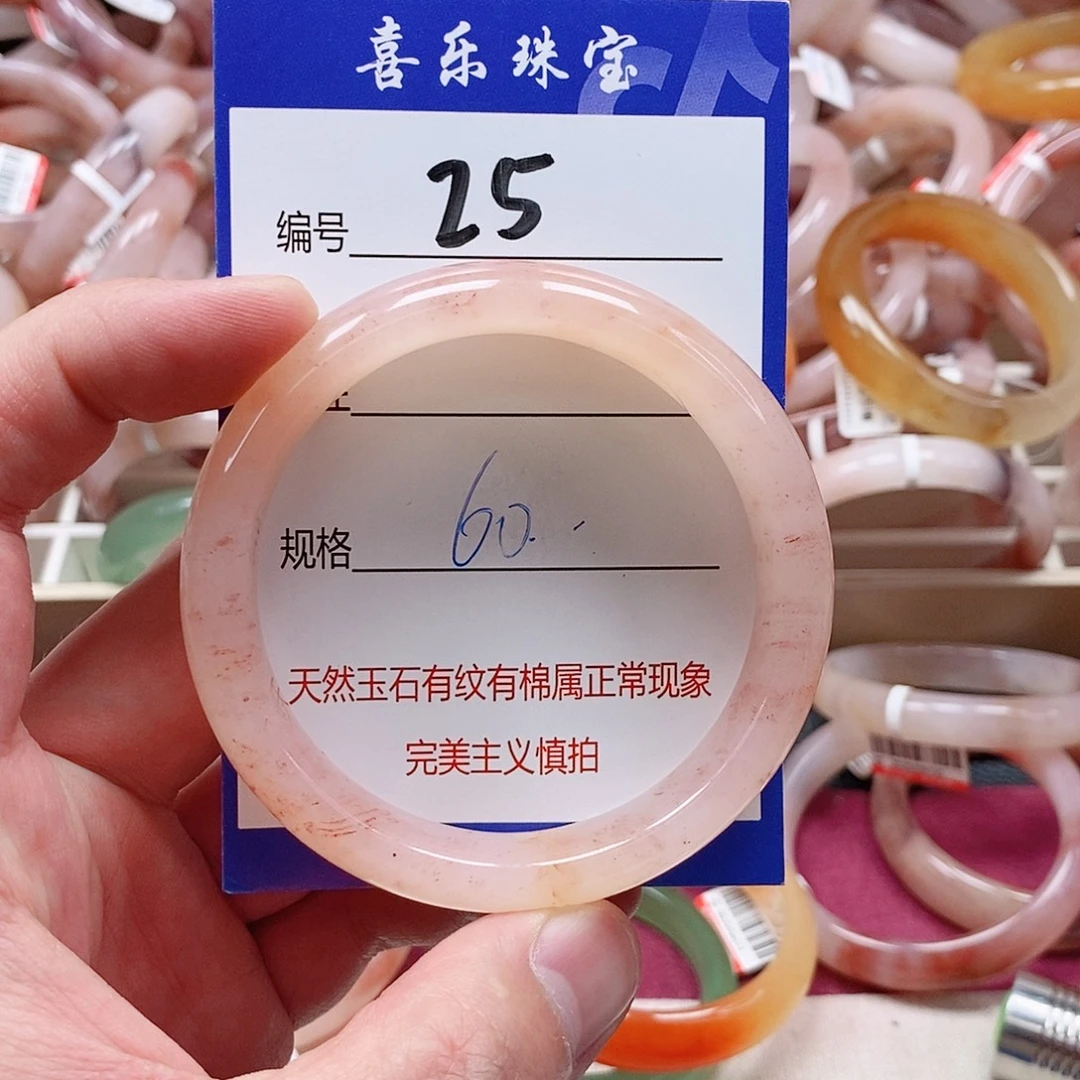 喜乐珠宝
编号 25
规格 60.
天然玉石有纹有棉属正常现象
完美主义慎拍